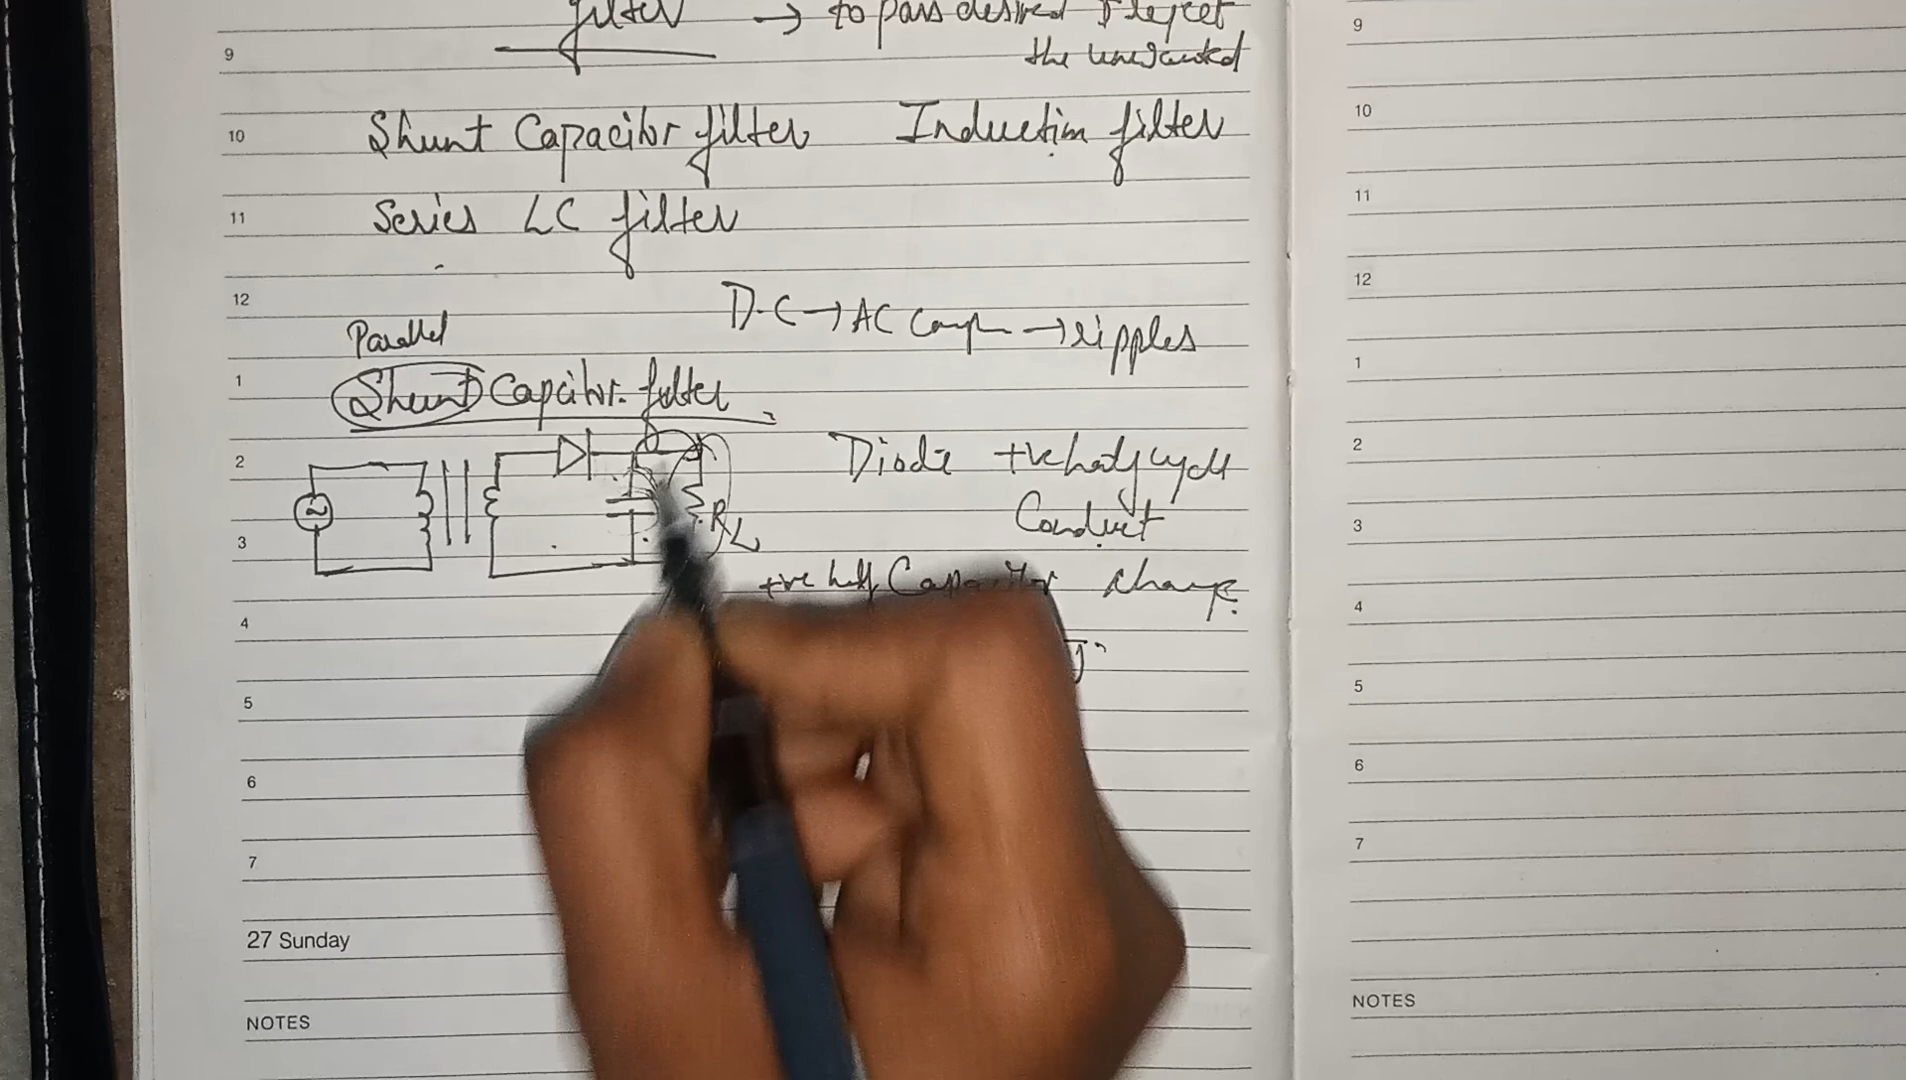 filter → to pass desired & reject
the unwanted
9
10 Shunt Capacitor filter Induction filter
11 Series LC filter
12 D.C → AC Comp → ripples
Parallel
1 Shunt Capcitor filter
2 Diode +ve half cycle
Conduct
3 RL
+ve half Capacitor charge
4
5
6
7
27 Sunday
NOTES
9
10
11
12
1
2
3
4
5
6
7
NOTES